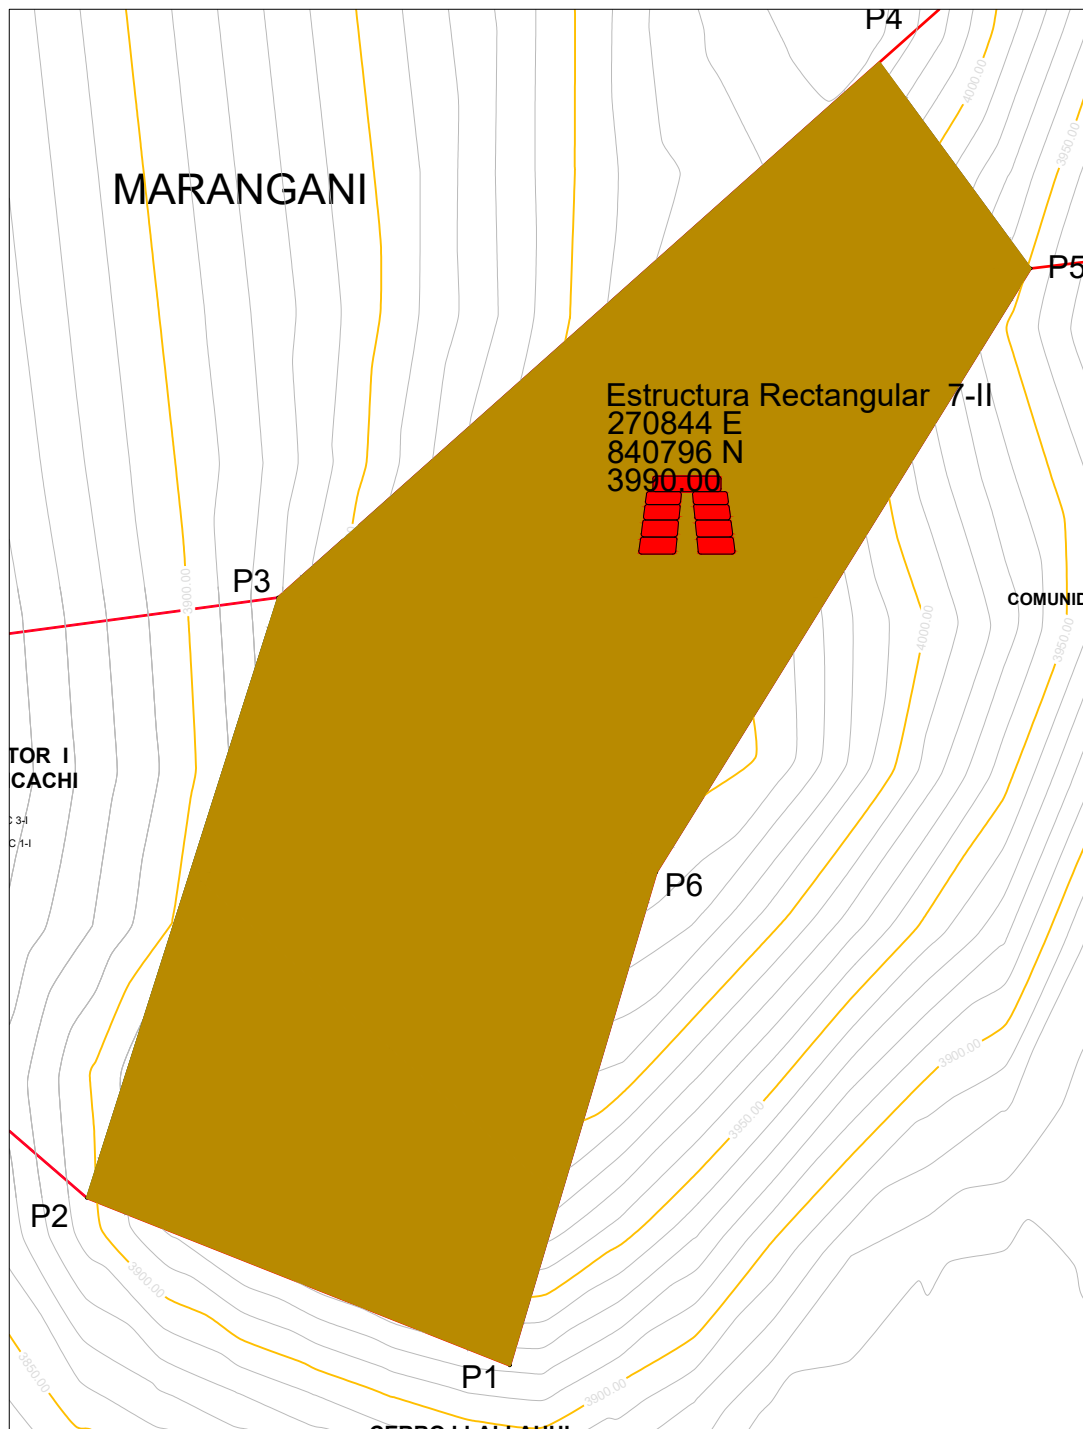 P4
4000.00
3950.00
MARANGANI
P5
Estructura Rectangular 7-II
270844 E
840796 N
3990.00
P3
3900.00
COMUNID
4000.00
3950.00
TOR I
CACHI
C 3-I
C 1-I
P6
3900.00
3950.00
P2
3900.00
3850.00
P1
3900.00